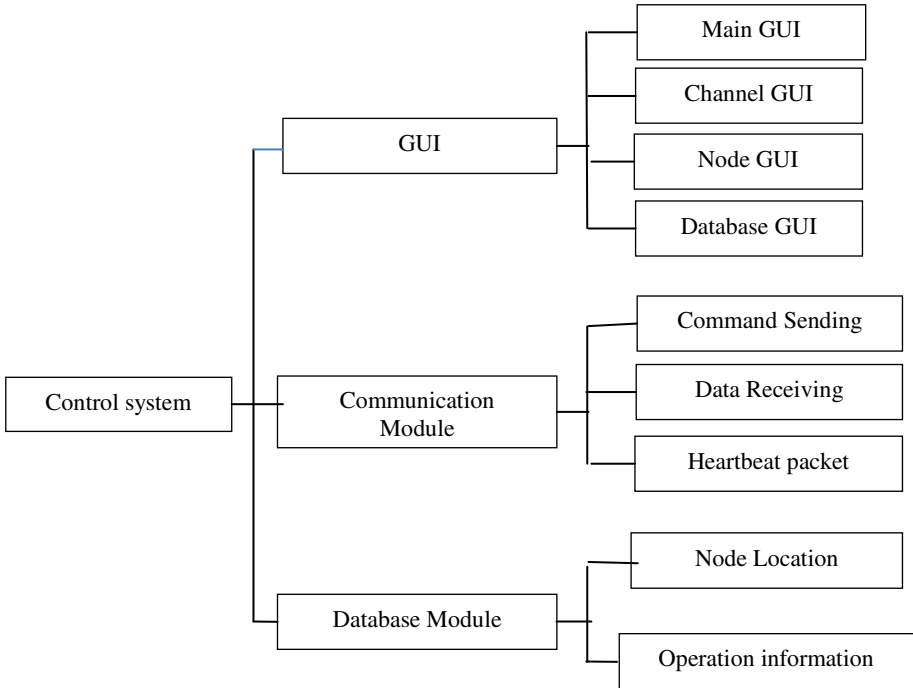 Main GUI
Channel GUI
GUI
Node GUI
Database GUI
Command Sending
Control system
Communication
Module
Data Receiving
Heartbeat packet
Node Location
Database Module
Operation information